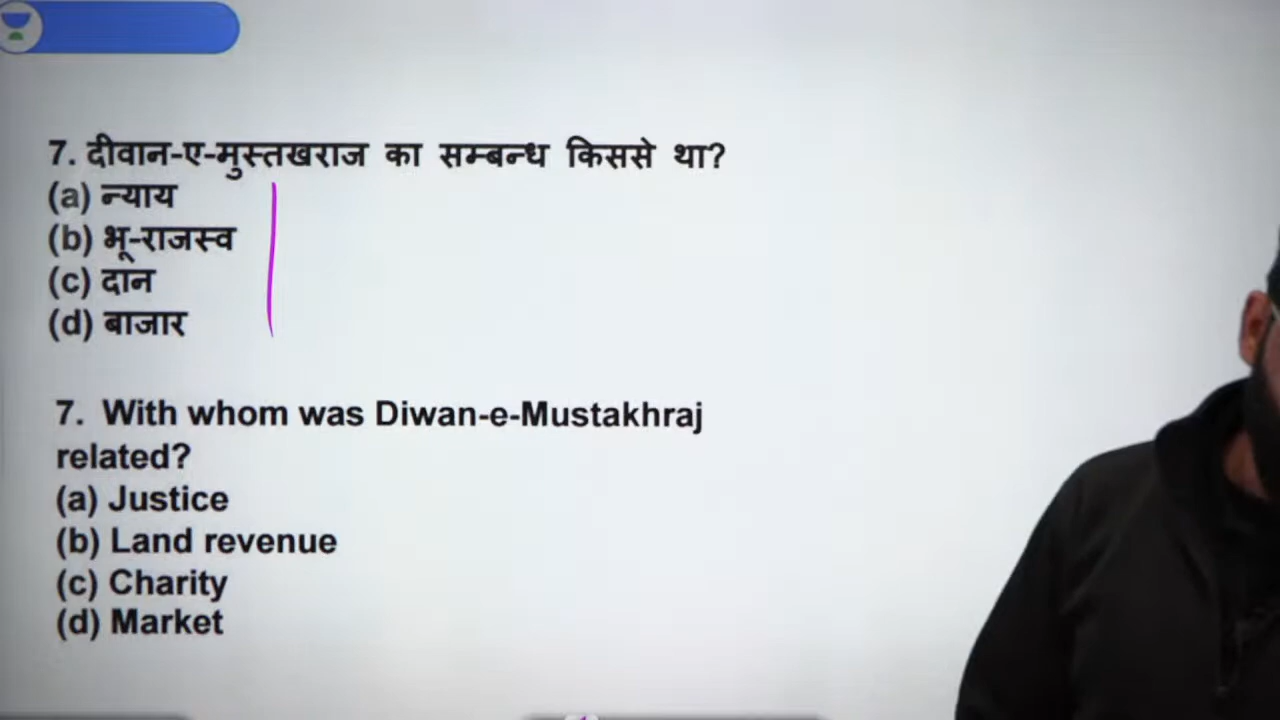 7. दीवान-ए-मुस्तखराज का सम्बन्ध किससे था?
(a) न्याय
(b) भू-राजस्व
(c) दान
(d) बाजार
7. With whom was Diwan-e-Mustakhraj
related?
(a) Justice
(b) Land revenue
(c) Charity
(d) Market